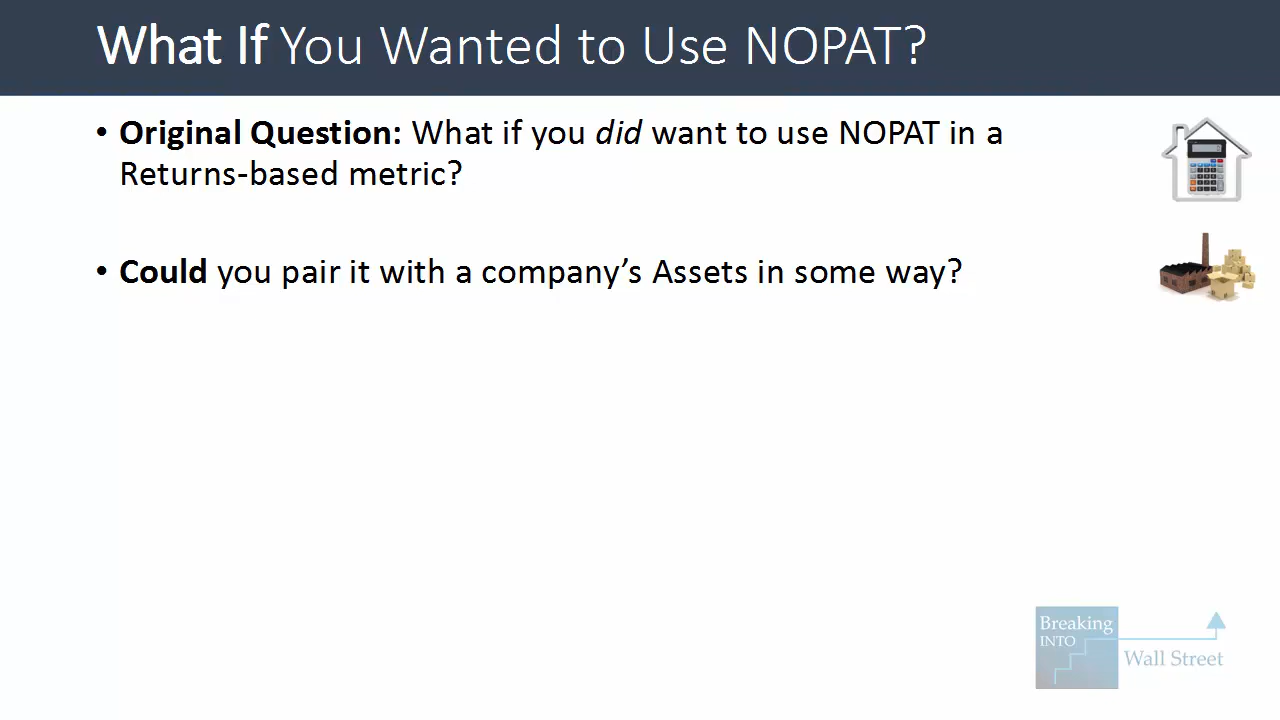 What If You Wanted to Use NOPAT?
• Original Question: What if you did want to use NOPAT in a
Returns-based metric?
• Could you pair it with a company’s Assets in some way?
Breaking
INTO
Wall Street